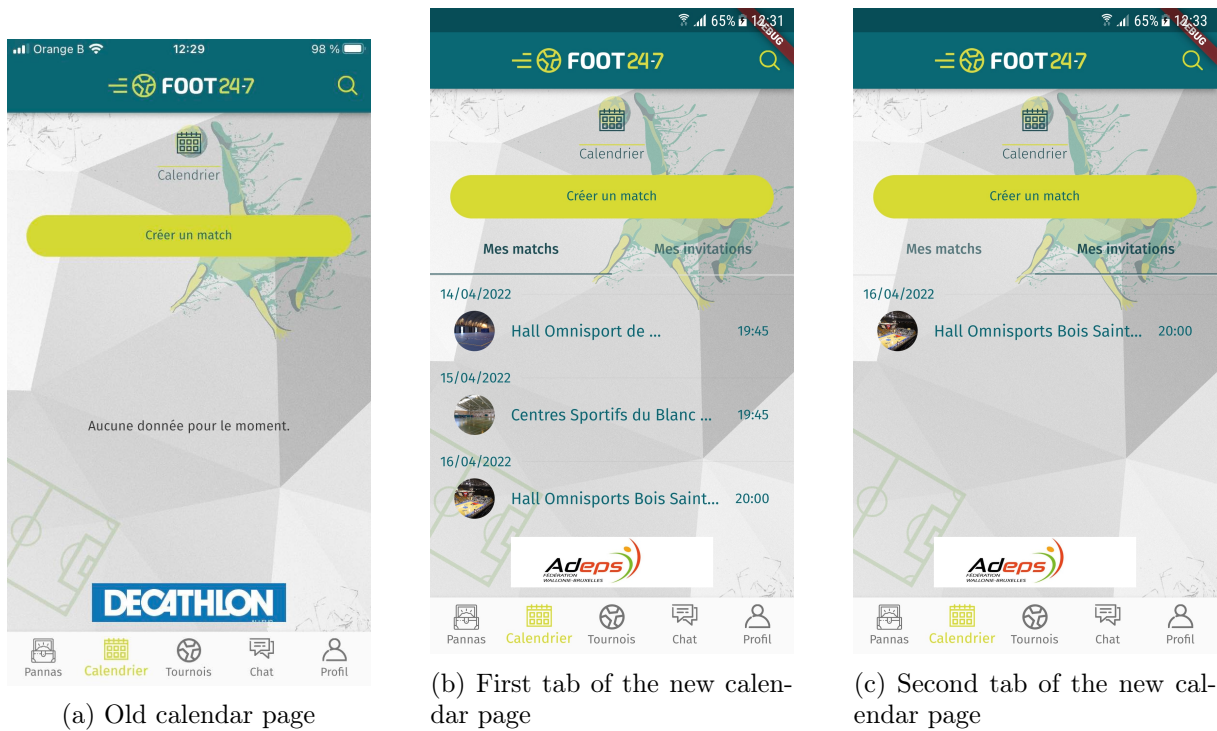 Orange B 12:29 98 %
FOOT24-7
Calendrier
Créer un match
Aucune donnée pour le moment.
DECATHLON
Pannas Calendrier Tournois Chat Profil
(a) Old calendar page
65% 12:31
DEBUG
FOOT24-7
Calendrier
Créer un match
Mes matchs Mes invitations
14/04/2022
Hall Omnisport de ... 19:45
15/04/2022
Centres Sportifs du Blanc ... 19:45
16/04/2022
Hall Omnisports Bois Saint... 20:00
Adeps
FÉDÉRATION
WALLONIE-BRUXELLES
Pannas Calendrier Tournois Chat Profil
(b) First tab of the new calen-
dar page
65% 12:33
DEBUG
FOOT24-7
Calendrier
Créer un match
Mes matchs Mes invitations
16/04/2022
Hall Omnisports Bois Saint... 20:00
Adeps
FÉDÉRATION
WALLONIE-BRUXELLES
Pannas Calendrier Tournois Chat Profil
(c) Second tab of the new cal-
endar page